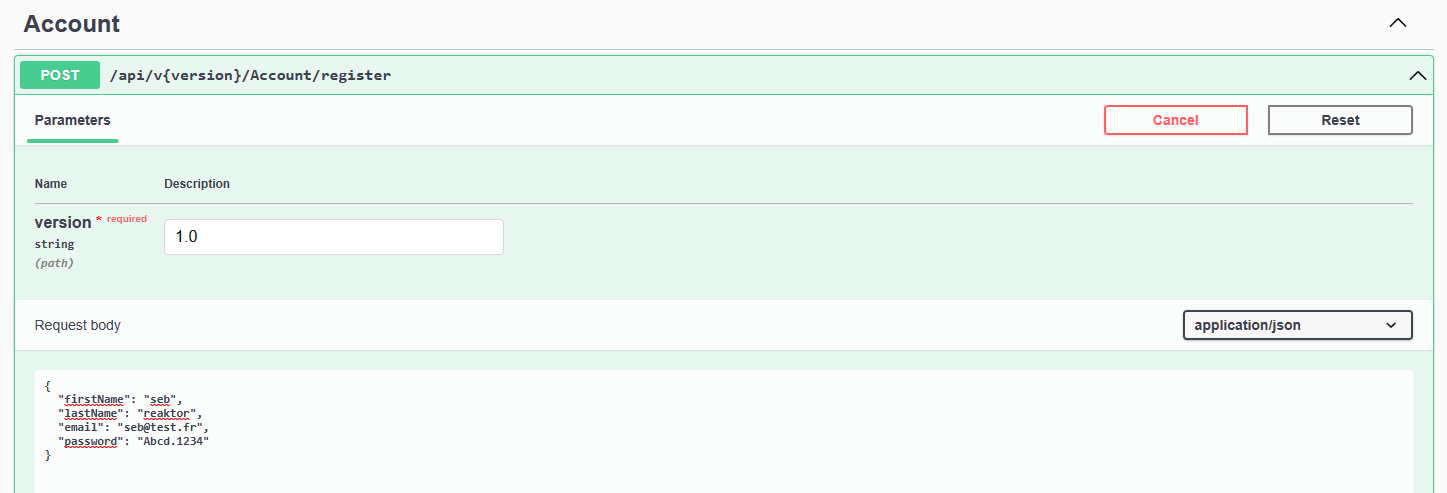 Account
POST /api/v{version}/Account/register
Parameters
Cancel
Reset
Name Description
version * required
1.0
string
(path)
Request body
application/json
{
"firstName": "seb",
"lastName": "reaktor",
"email": "seb@test.fr",
"password": "Abcd.1234"
}